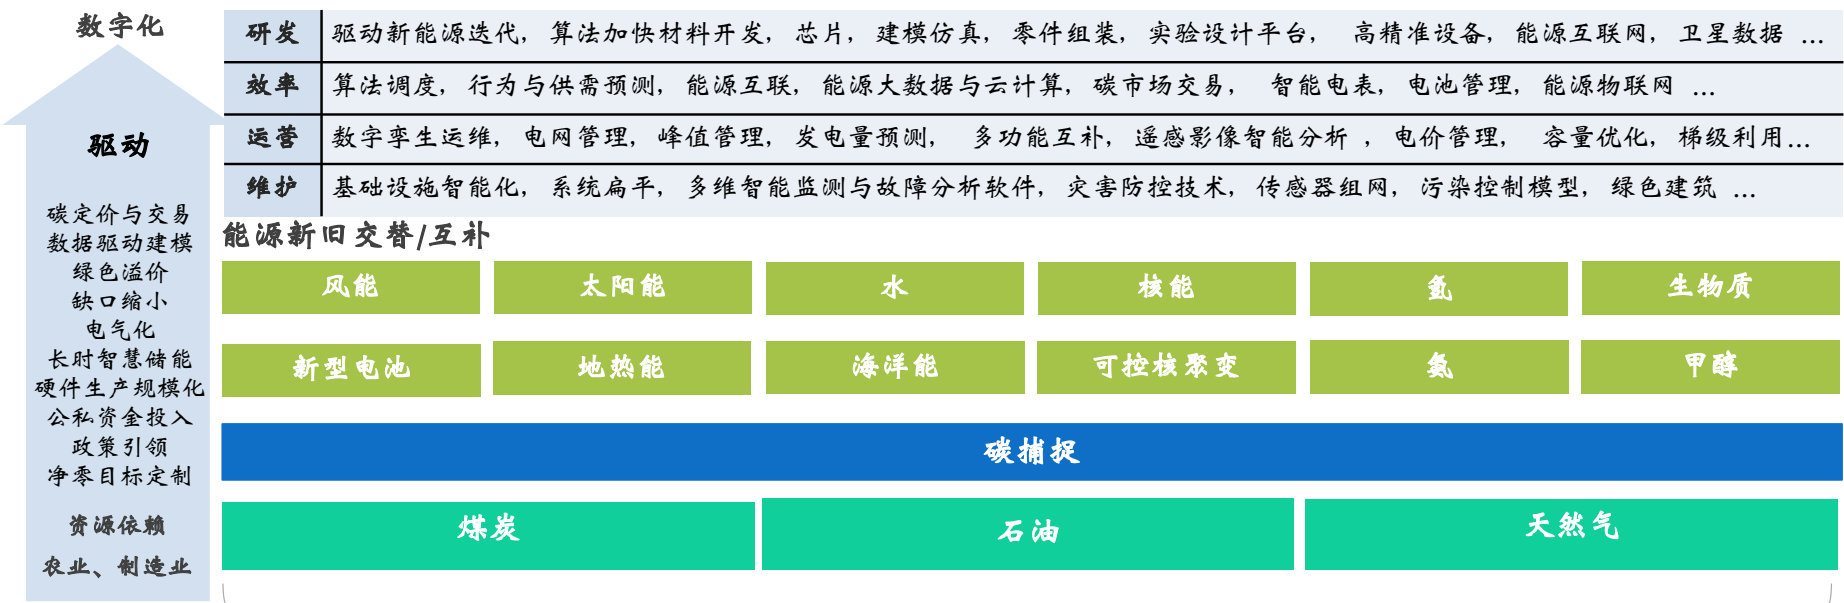 数字化
研发 驱动新能源迭代, 算法加快材料开发, 芯片, 建模仿真, 零件组装, 实验设计平台, 高精准设备, 能源互联网, 卫星数据 ...
效率 算法调度, 行为与供需预测, 能源互联, 能源大数据与云计算, 碳市场交易, 智能电表, 电池管理, 能源物联网 ...
驱动
运营 数字孪生运维, 电网管理, 峰值管理, 发电量预测, 多功能互补, 遥感影像智能分析 , 电价管理, 容量优化, 梯级利用...
维护 基础设施智能化, 系统扁平, 多维智能监测与故障分析软件, 灾害防控技术, 传感器组网, 污染控制模型, 绿色建筑 ...
碳定价与交易
数据驱动建模
绿色溢价
缺口缩小
电气化
长时智慧储能
硬件生产规模化
公私资金投入
政策引领
净零目标定制
资源依赖
农业、制造业
能源新旧交替/互补
风能 太阳能 水 核能 氢 生物质
新型电池 地热能 海洋能 可控核聚变 氨 甲醇
碳捕捉
煤炭 石油 天然气